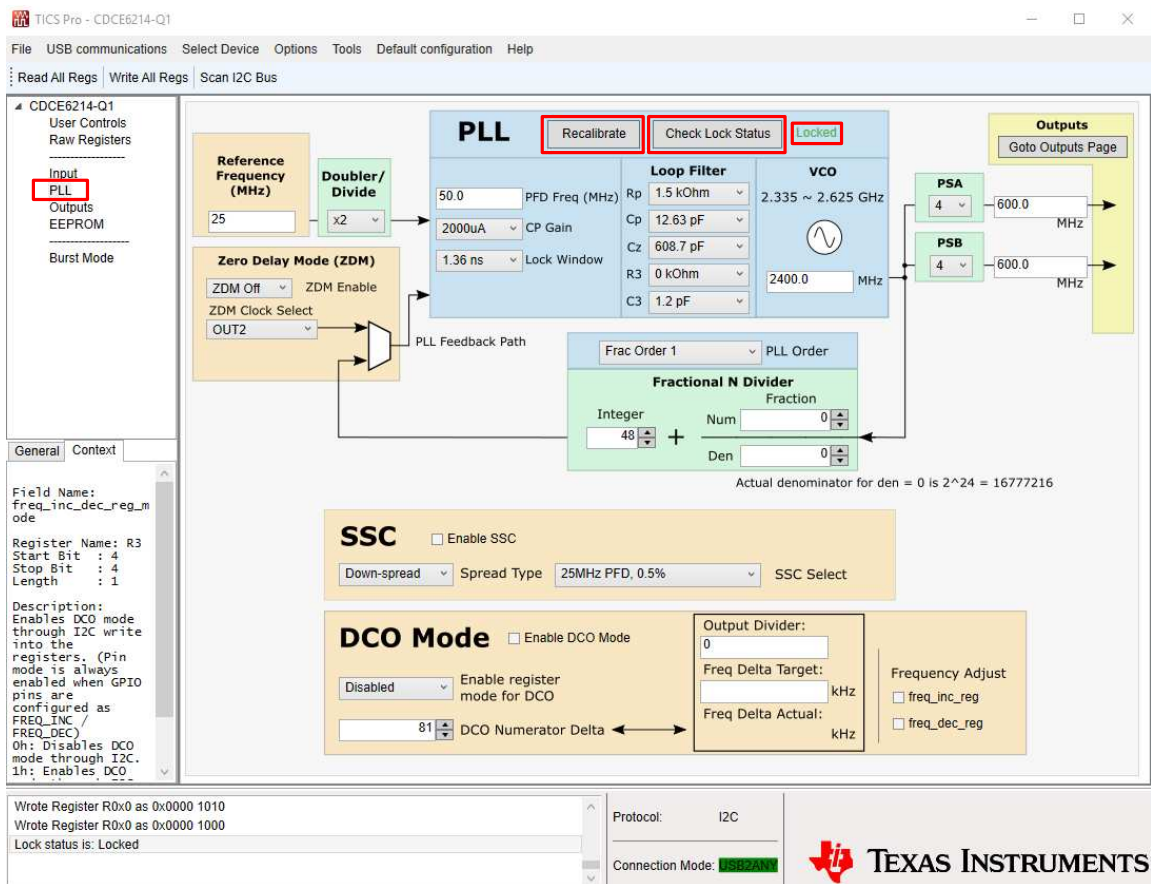 TICS Pro - CDCE6214-Q1
File USB communications Select Device Options Tools Default configuration Help
Read All Regs Write All Regs Scan I2C Bus
CDCE6214-Q1
User Controls
Raw Registers
Input
PLL
Outputs
EEPROM
Burst Mode
General Context
Field Name:
freq_inc_dec_reg_m
ode
Register Name: R3
Start Bit : 4
Stop Bit : 4
Length : 1
Description:
Enables DCO mode
through I2C write
into the
registers. (Pin
mode is always
enabled when GPIO
pins are
configured as
FREQ_INC /
FREQ_DEC)
0h: Disables DCO
mode through I2C.
1h: Enables DCO
Reference
Frequency
(MHz)
25
Doubler/
Divide
x2
PLL
Recalibrate
Check Lock Status
Locked
50.0 PFD Freq (MHz)
2000uA CP Gain
1.36 ns Lock Window
Loop Filter
Rp 1.5 kOhm
Cp 12.63 pF
Cz 608.7 pF
R3 0 kOhm
C3 1.2 pF
VCO
2.335 ~ 2.625 GHz
2400.0 MHz
PSA
4
600.0
MHz
PSB
4
600.0
MHz
Outputs
Goto Outputs Page
Zero Delay Mode (ZDM)
ZDM Off ZDM Enable
ZDM Clock Select
OUT2
PLL Feedback Path
Frac Order 1 PLL Order
Fractional N Divider
Fraction
Integer
48 +
Num 0
Den 0
Actual denominator for den = 0 is 2^24 = 16777216
SSC Enable SSC
Down-spread Spread Type 25MHz PFD, 0.5% SSC Select
DCO Mode Enable DCO Mode
Disabled
Enable register
mode for DCO
81 DCO Numerator Delta
Output Divider:
0
Freq Delta Target:
kHz
Freq Delta Actual:
kHz
Frequency Adjust
freq_inc_reg
freq_dec_reg
Wrote Register R0x0 as 0x0000 1010
Wrote Register R0x0 as 0x0000 1000
Lock status is: Locked
Protocol: I2C
Connection Mode: USB2ANY
TEXAS INSTRUMENTS